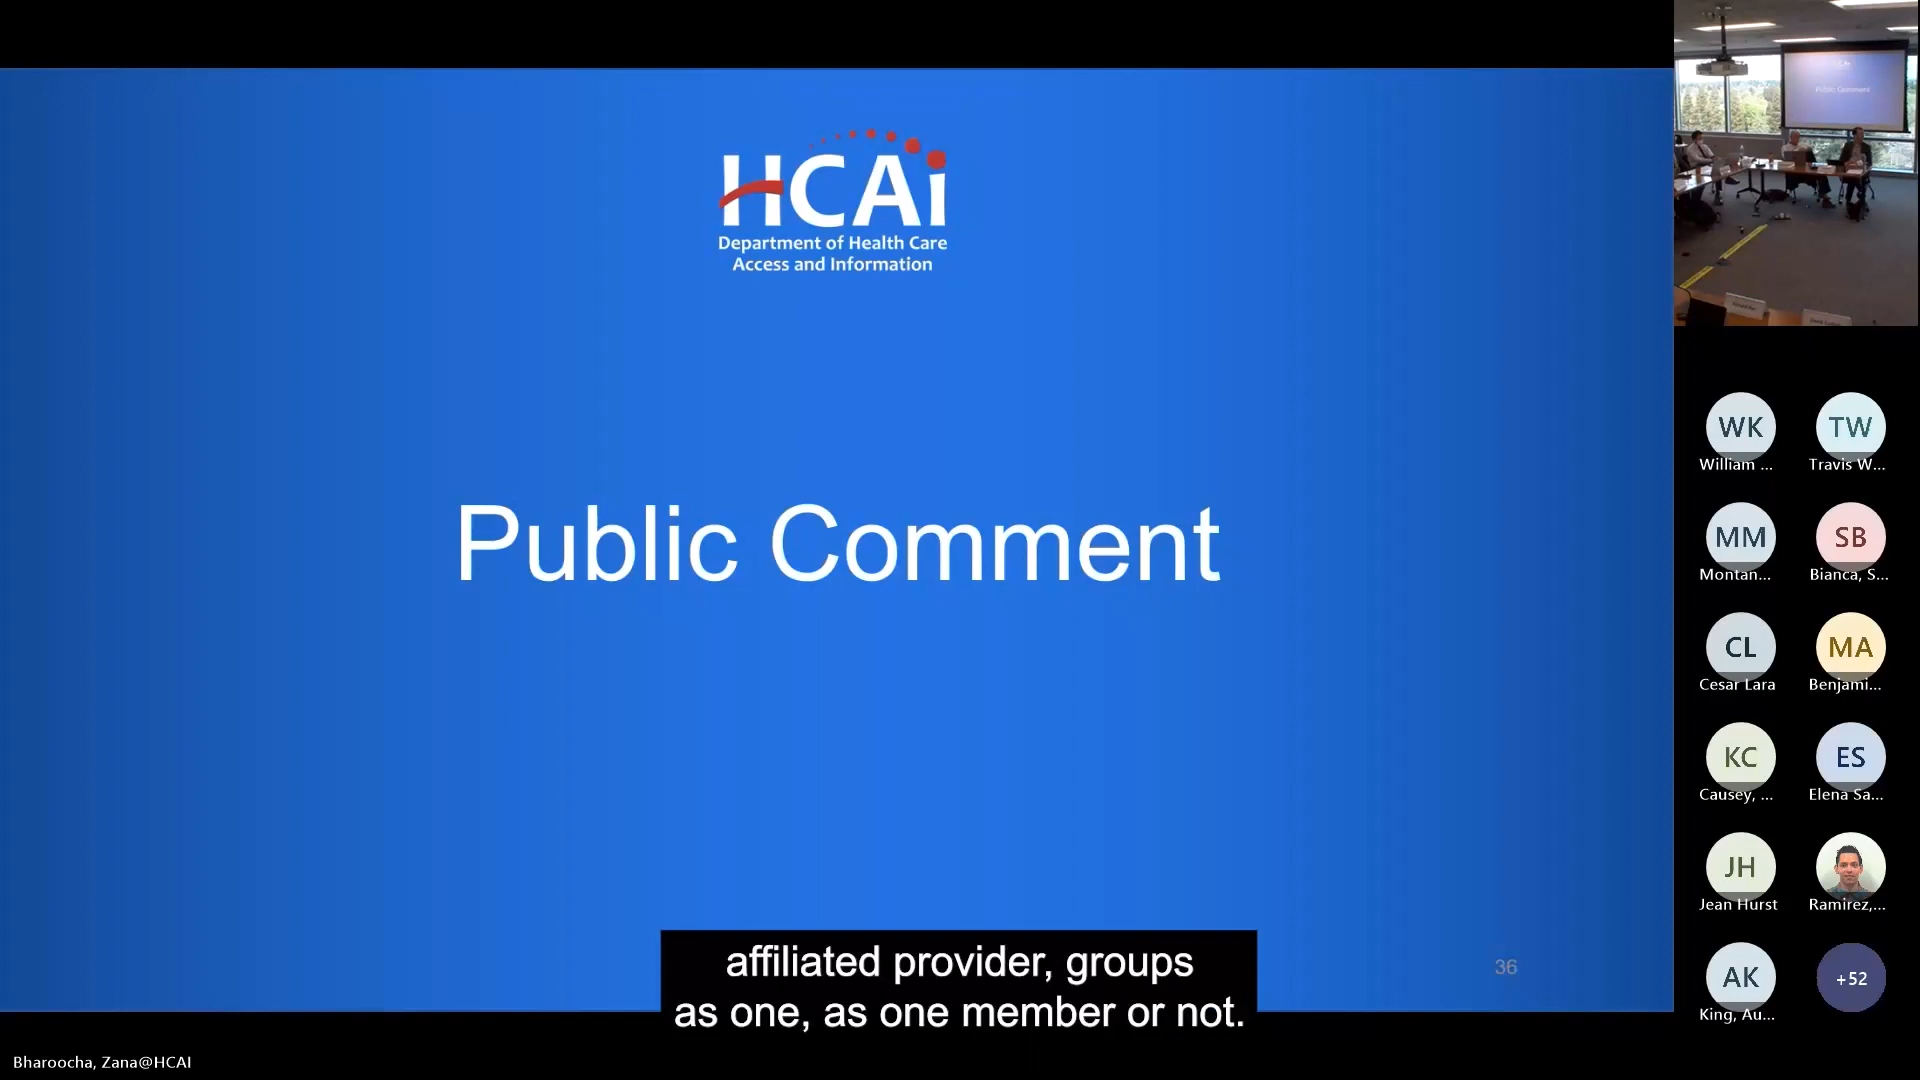 HCAi
Department of Health Care
Access and Information
Public Comment
36
affiliated provider, groups
as one, as one member or not.
Bharoocha, Zana@HCAI
Public Comment
WK
William ...
TW
Travis W...
MM
Montan...
SB
Bianca, S...
CL
Cesar Lara
MA
Benjami...
KC
Causey, ...
ES
Elena Sa...
JH
Jean Hurst
Ramirez,...
AK
King, Au...
+52